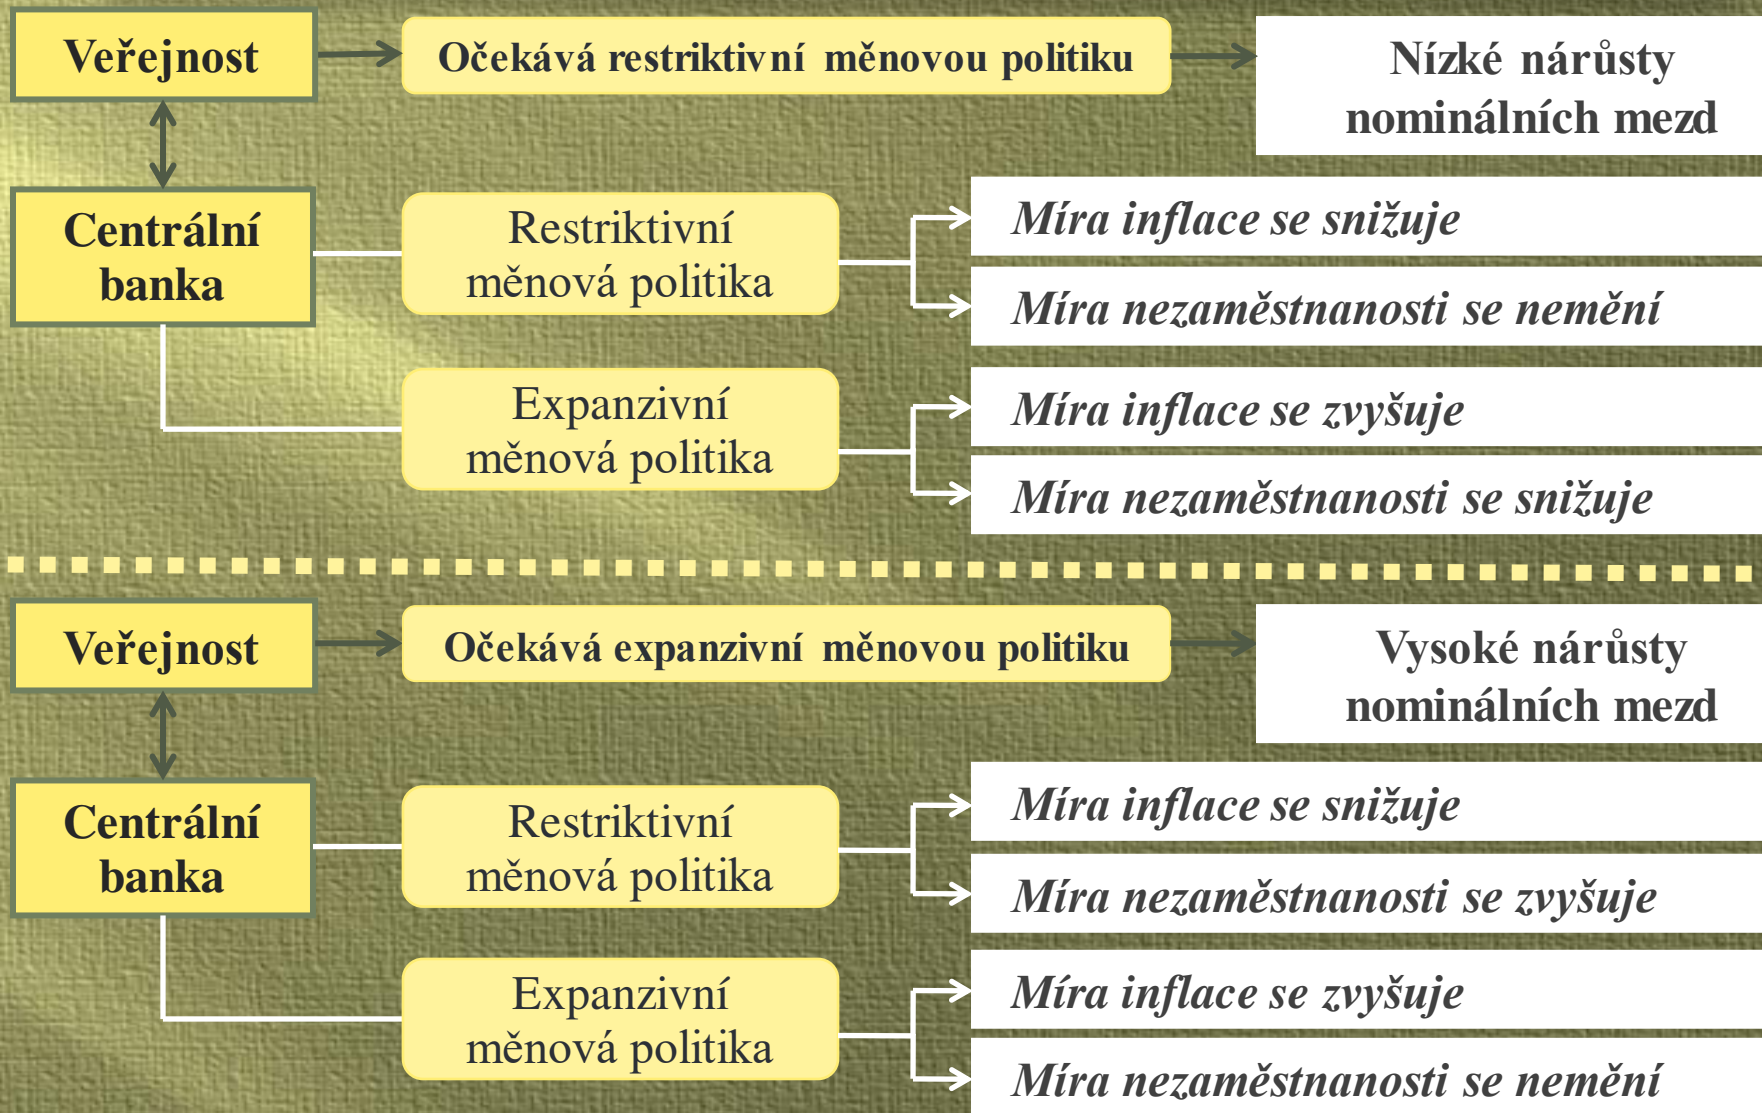 Veřejnost
Očekává restriktivní měnovou politiku
Nízké nárůsty
nominálních mezd
Centrální
banka
Restriktivní
měnová politika
Míra inflace se snižuje
Míra nezaměstnanosti se nemění
Expanzivní
měnová politika
Míra inflace se zvyšuje
Míra nezaměstnanosti se snižuje
Veřejnost
Očekává expanzivní měnovou politiku
Vysoké nárůsty
nominálních mezd
Centrální
banka
Restriktivní
měnová politika
Míra inflace se snižuje
Míra nezaměstnanosti se zvyšuje
Expanzivní
měnová politika
Míra inflace se zvyšuje
Míra nezaměstnanosti se nemění